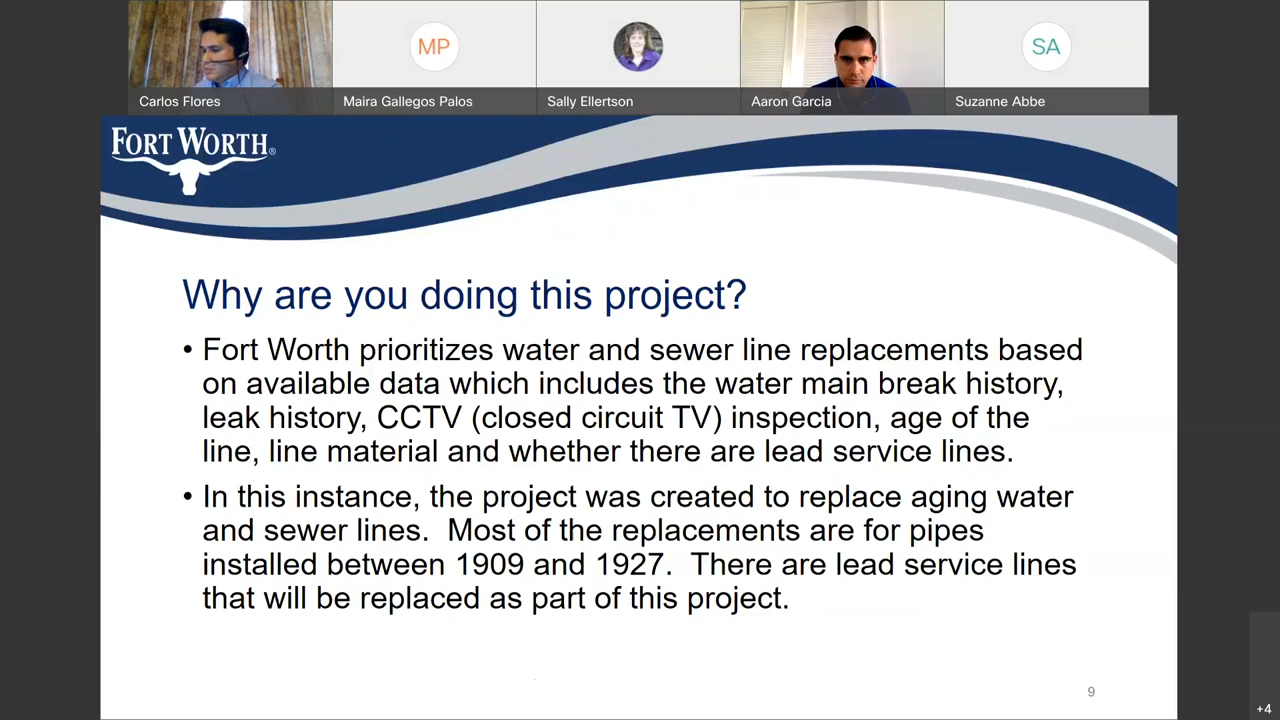 MP
SA
Carlos Flores
Maira Gallegos Palos
Sally Ellertson
Aaron Garcia
Suzanne Abbe
FORT WORTH®
Why are you doing this project?
• Fort Worth prioritizes water and sewer line replacements based
on available data which includes the water main break history,
leak history, CCTV (closed circuit TV) inspection, age of the
line, line material and whether there are lead service lines.
• In this instance, the project was created to replace aging water
and sewer lines.  Most of the replacements are for pipes
installed between 1909 and 1927.  There are lead service lines
that will be replaced as part of this project.
9
+4